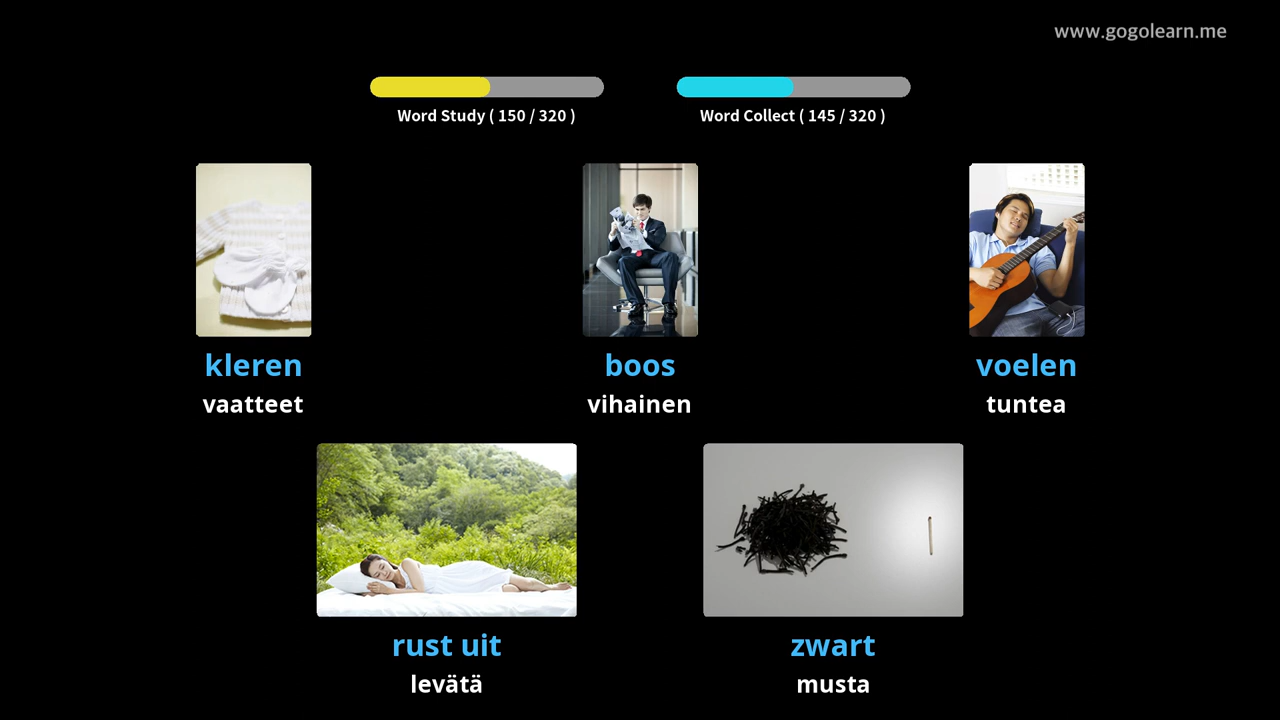 www.gogolearn.me
Word Study ( 150 / 320 )
Word Collect ( 145 / 320 )
kleren
vaatteet
boos
vihainen
voelen
tuntea
rust uit
levätä
zwart
musta